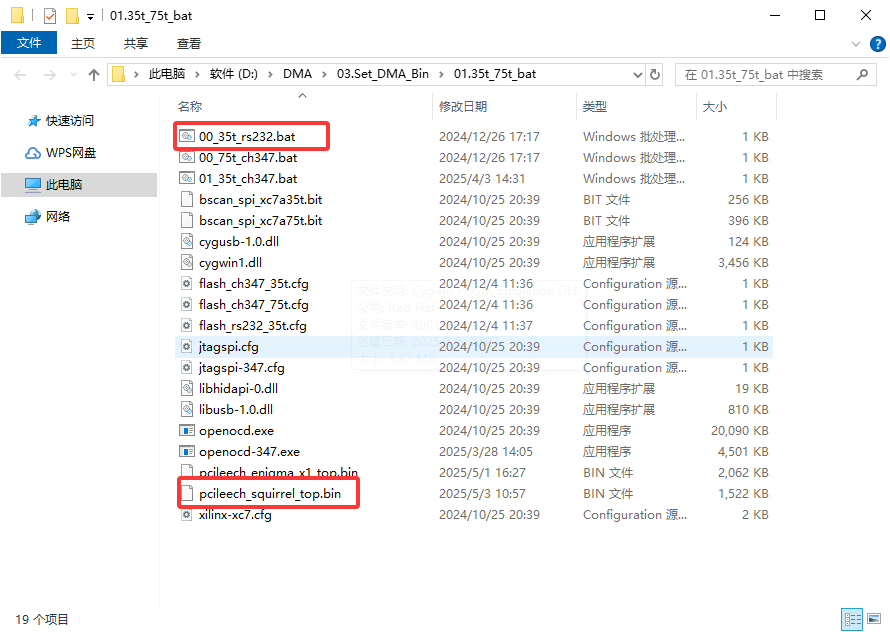 01.35t_75t_bat
文件 主页 共享 查看
此电脑 软件 (D:) DMA 03.Set_DMA_Bin 01.35t_75t_bat 在 01.35t_75t_bat 中搜索
快速访问
WPS网盘
此电脑
网络
名称 修改日期 类型 大小
00_35t_rs232.bat 2024/12/26 17:17 Windows 批处理... 1 KB
00_75t_ch347.bat 2024/12/26 17:17 Windows 批处理... 1 KB
01_35t_ch347.bat 2025/4/3 14:31 Windows 批处理... 1 KB
bscan_spi_xc7a35t.bit 2024/10/25 20:39 BIT 文件 256 KB
bscan_spi_xc7a75t.bit 2024/10/25 20:39 BIT 文件 396 KB
cygusb-1.0.dll 2024/10/25 20:39 应用程序扩展 124 KB
cygwin1.dll 2024/10/25 20:39 应用程序扩展 3,456 KB
flash_ch347_35t.cfg 2024/12/4 11:36 Configuration 源... 1 KB
flash_ch347_75t.cfg 2024/12/4 11:36 Configuration 源... 1 KB
flash_rs232_35t.cfg 2024/12/4 11:37 Configuration 源... 1 KB
jtagspi.cfg 2024/10/25 20:39 Configuration 源... 1 KB
jtagspi-347.cfg 2024/10/25 20:39 Configuration 源... 1 KB
libhidapi-0.dll 2024/10/25 20:39 应用程序扩展 19 KB
libusb-1.0.dll 2024/10/25 20:39 应用程序扩展 810 KB
openocd.exe 2024/10/25 20:39 应用程序 20,090 KB
openocd-347.exe 2025/3/28 14:05 应用程序 4,501 KB
pcileech_enigma_x1_top.bin 2025/5/1 16:27 BIN 文件 2,062 KB
pcileech_squirrel_top.bin 2025/5/3 10:57 BIN 文件 1,522 KB
xilinx-xc7.cfg 2024/10/25 20:39 Configuration 源... 2 KB
19 个项目